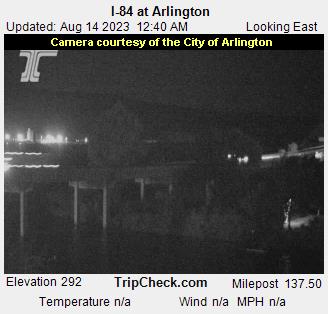 I-84 at Arlington
Updated: Aug 14 2023 12:40 AM Looking East
Camera courtesy of the City of Arlington
Elevation 292 TripCheck.com Milepost 137.50
Temperature n/a Wind n/a MPH n/a